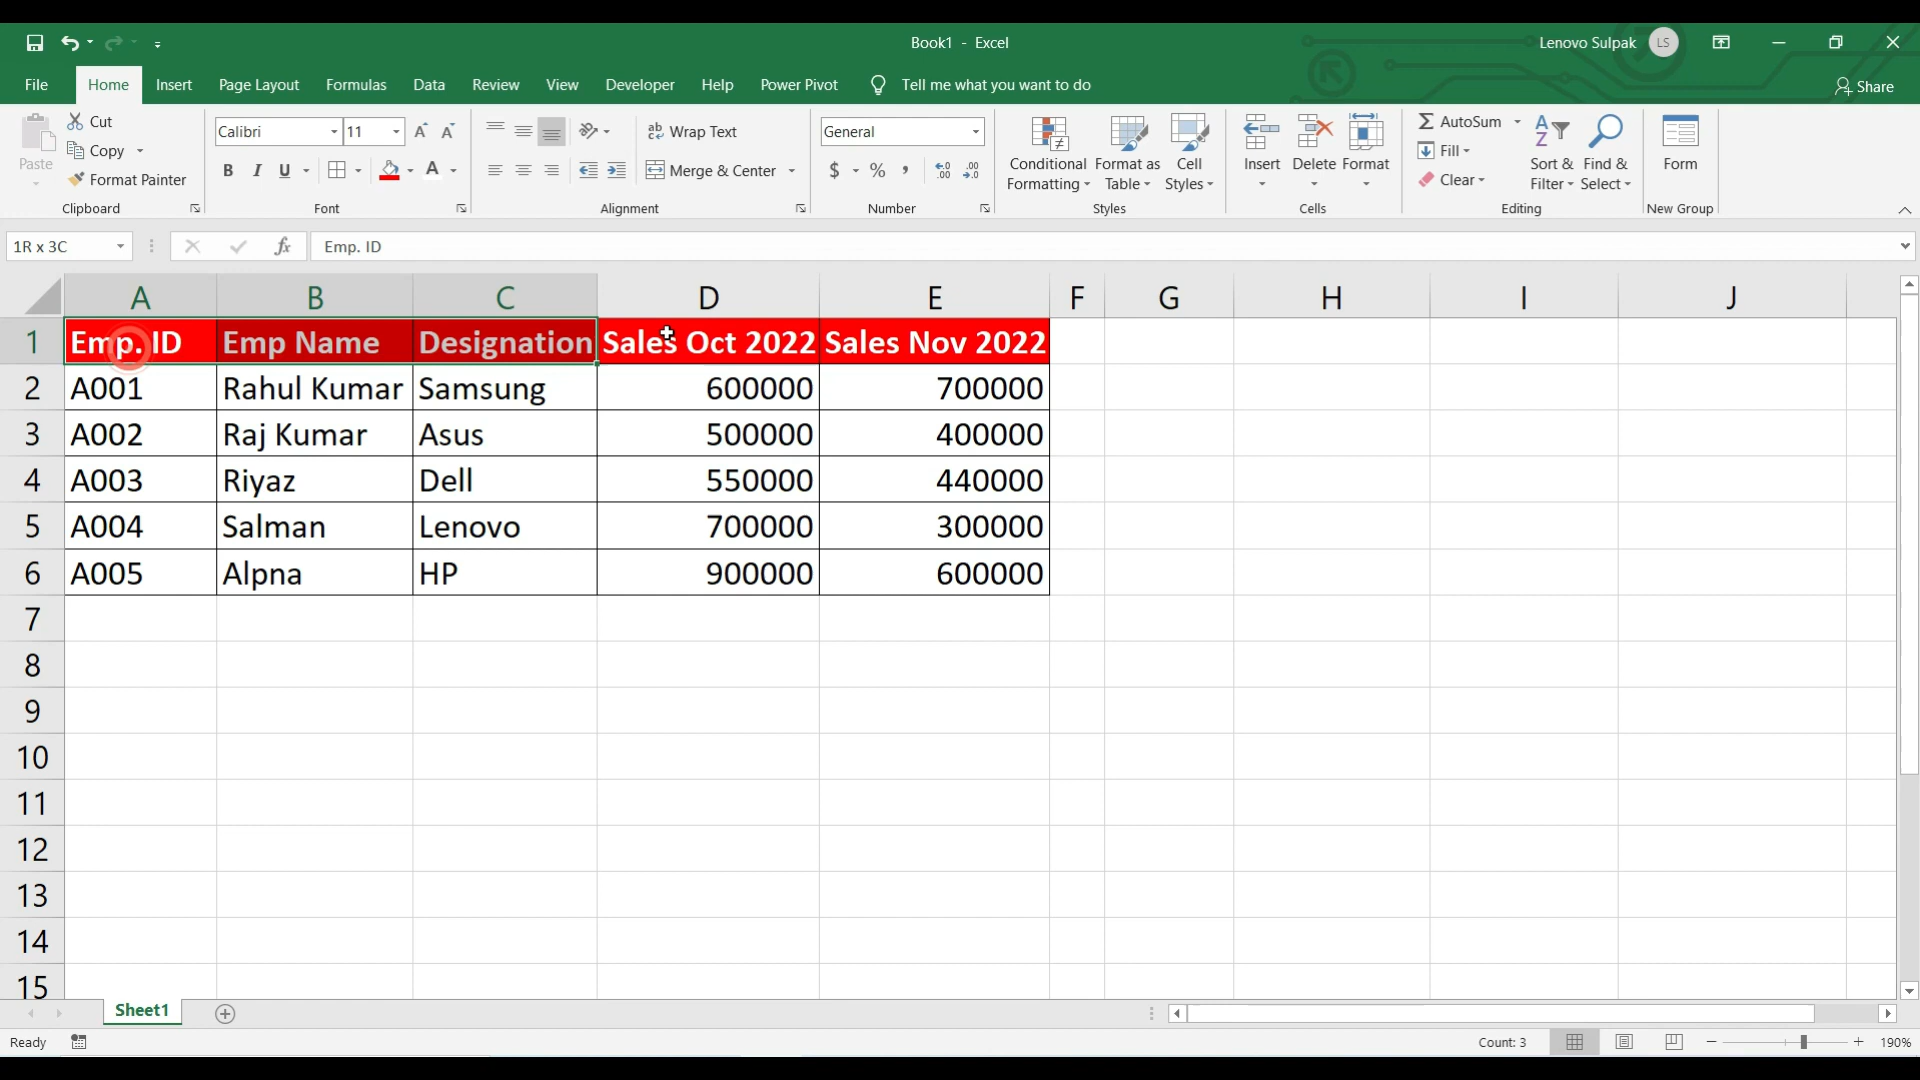 Book1 - Excel
Lenovo Sulpak LS
File Home Insert Page Layout Formulas Data Review View Developer Help Power Pivot Tell me what you want to do Share
Paste
Cut
Copy
Format Painter
Clipboard
Calibri 11
B I U A
Font
Wrap Text
Merge & Center
Alignment
General
$ % ,
Number
Conditional Formatting
Format as Table
Cell Styles
Styles
Insert
Delete
Format
Cells
AutoSum
Fill
Clear
Sort & Filter
Find & Select
Editing
Form
New Group
1R x 3C fx Emp. ID
A B C D E F G H I J
1 Emp. ID Emp Name Designation Sales Oct 2022 Sales Nov 2022
2 A001 Rahul Kumar Samsung 600000 700000
3 A002 Raj Kumar Asus 500000 400000
4 A003 Riyaz Dell 550000 440000
5 A004 Salman Lenovo 700000 300000
6 A005 Alpna HP 900000 600000
7
8
9
10
11
12
13
14
15
Sheet1
Ready Count: 3 190%